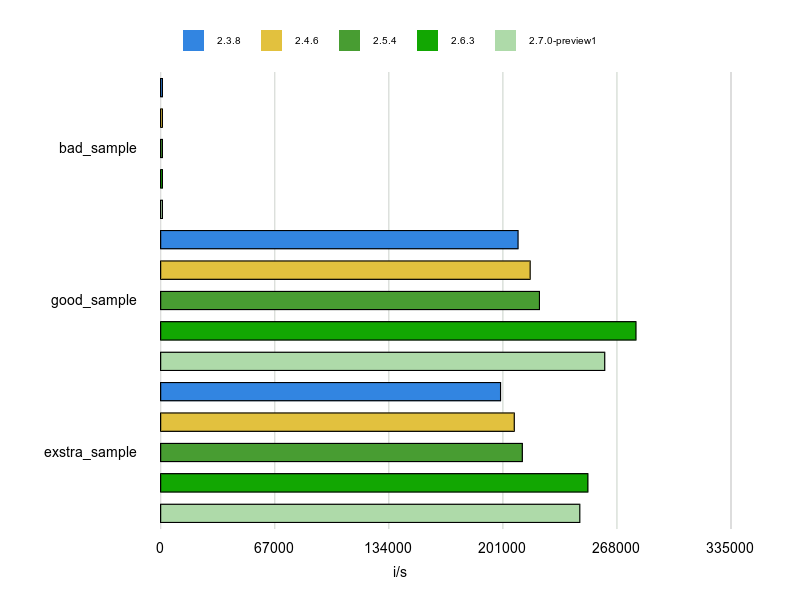 2.3.8 2.4.6 2.5.4 2.6.3 2.7.0-preview1
bad_sample
good_sample
exstra_sample
0 67000 134000 201000 268000 335000
i/s